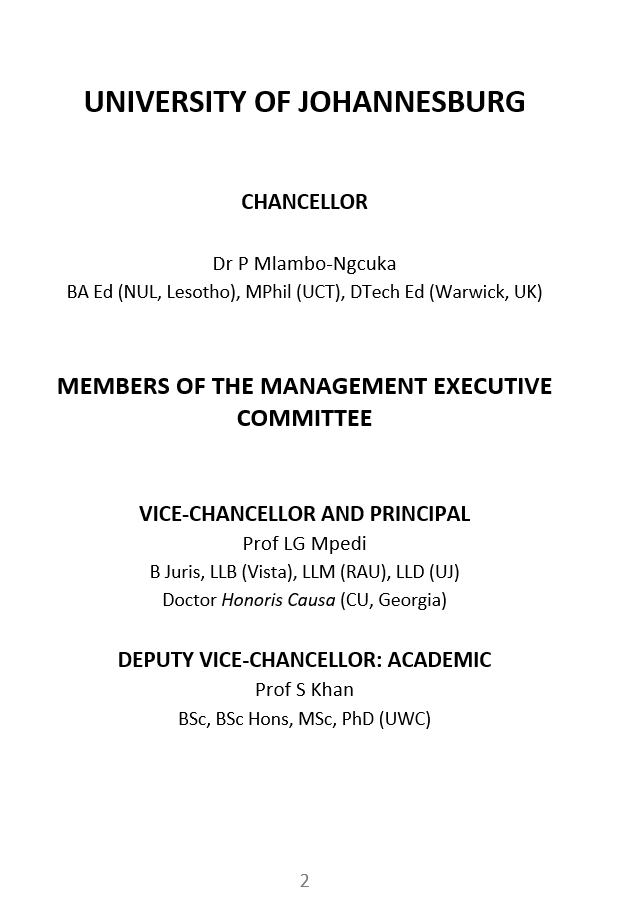 UNIVERSITY OF JOHANNESBURG
CHANCELLOR
Dr P Mlambo-Ngcuka
BA Ed (NUL, Lesotho), MPhil (UCT), DTech Ed (Warwick, UK)
MEMBERS OF THE MANAGEMENT EXECUTIVE
COMMITTEE
VICE-CHANCELLOR AND PRINCIPAL
Prof LG Mpedi
B Juris, LLB (Vista), LLM (RAU), LLD (UJ)
Doctor Honoris Causa (CU, Georgia)
DEPUTY VICE-CHANCELLOR: ACADEMIC
Prof S Khan
BSc, BSc Hons, MSc, PhD (UWC)
2